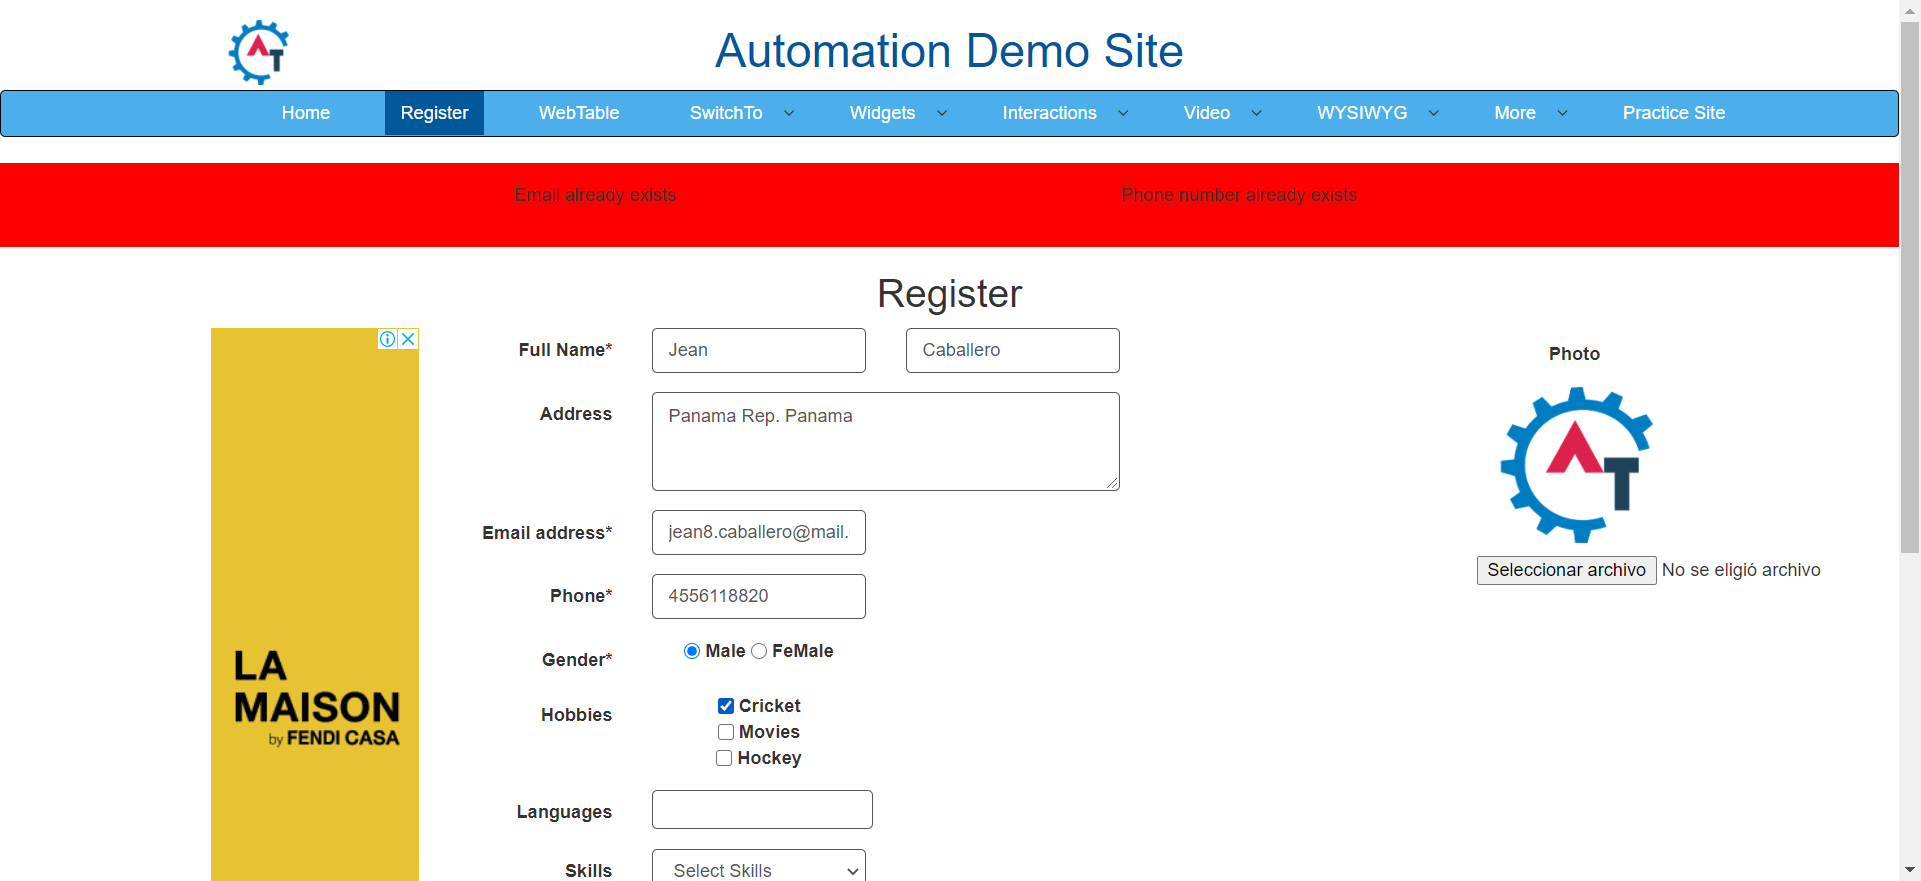 AT
Automation Demo Site
Home Register WebTable SwitchTo Widgets Interactions Video WYSIWYG More Practice Site
Email already exists Phone number already exists
Register
Full Name* Jean Caballero
Photo
Address Panama Rep. Panama
AT
Email address* jean8.caballero@mail.
Seleccionar archivo No se eligió archivo
Phone* 4556118820
Gender* Male FeMale
Hobbies Cricket
Movies
Hockey
Languages
Skills Select Skills
LA
MAISON
by FENDI CASA